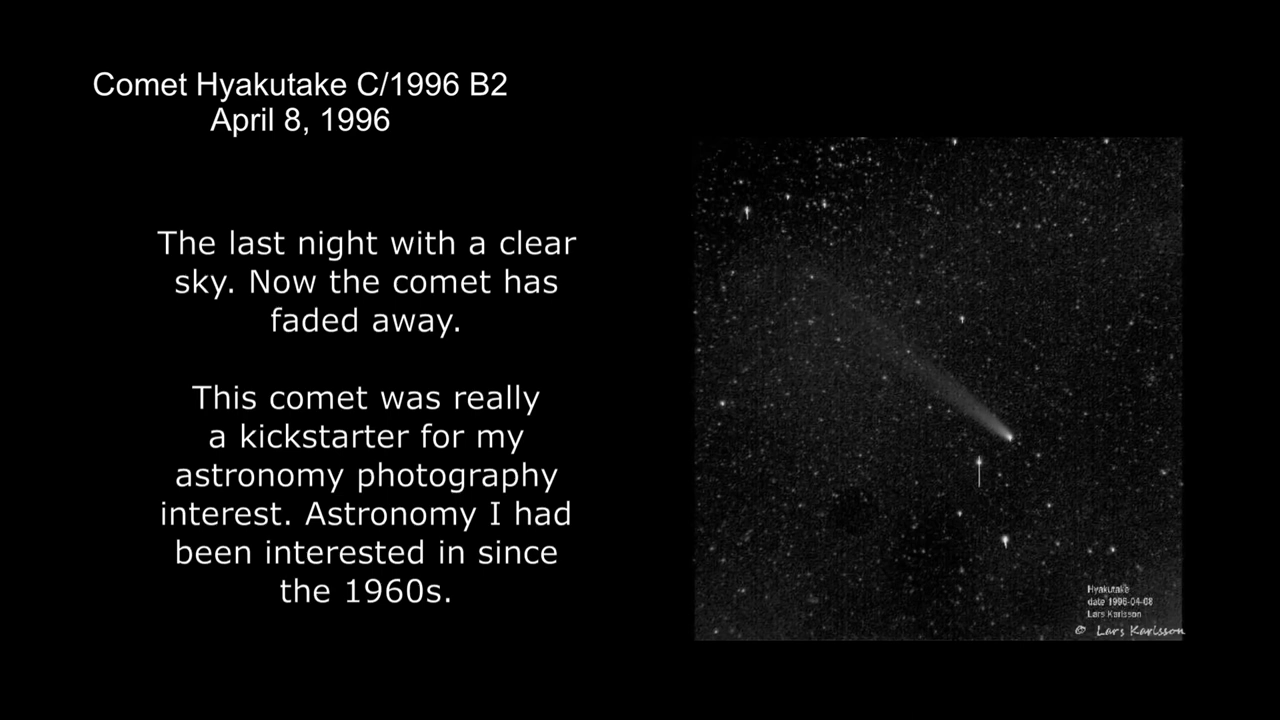 Comet Hyakutake C/1996 B2
April 8, 1996
The last night with a clear
sky. Now the comet has
faded away.
This comet was really
a kickstarter for my
astronomy photography
interest. Astronomy I had
been interested in since
the 1960s.
Hyakutake
date 1996-04-08
Lars Karlsson
© Lars Karlsson